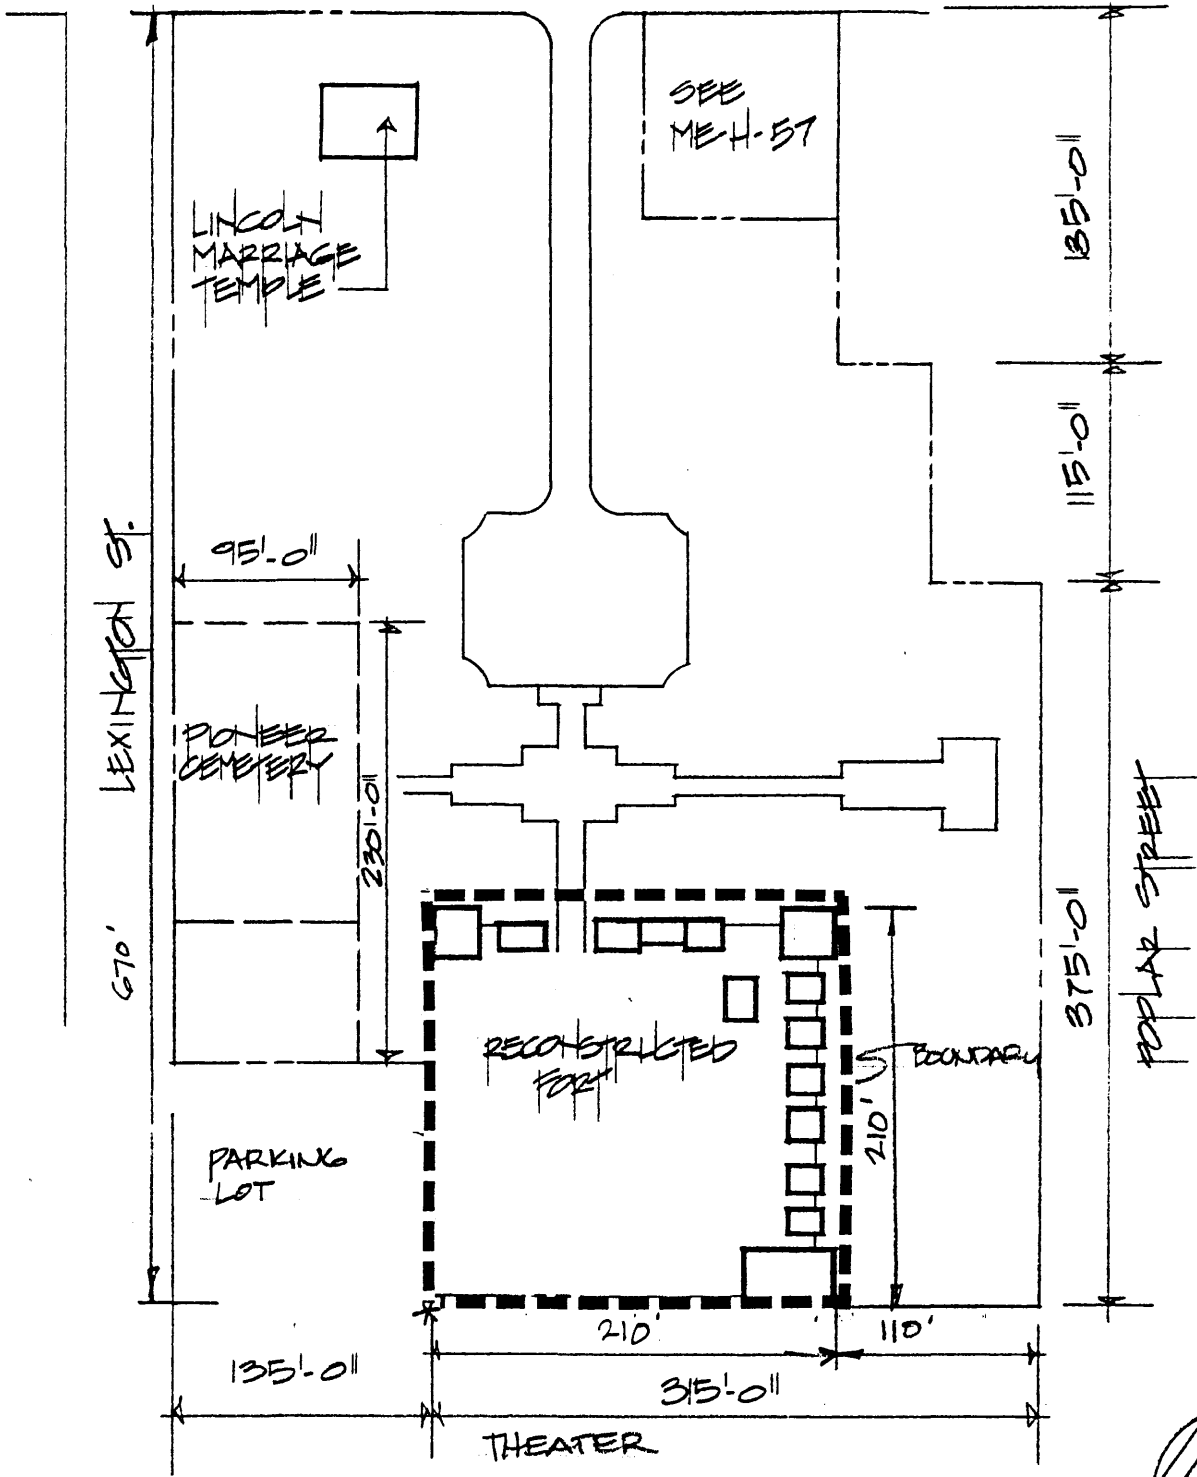 SEE
ME-H-57
LINCOLN
MARRIAGE
TEMPLE
185'-0"
115'-0"
LEXINGTON ST.
95'-0"
PIONEER
CEMETERY
230'-0"
670'
375'-0"
POPLAR STREET
RECONSTRUCTED
FORT
BOUNDARY
210'
PARKING
LOT
210'
110'
135'-0"
315'-0"
THEATER